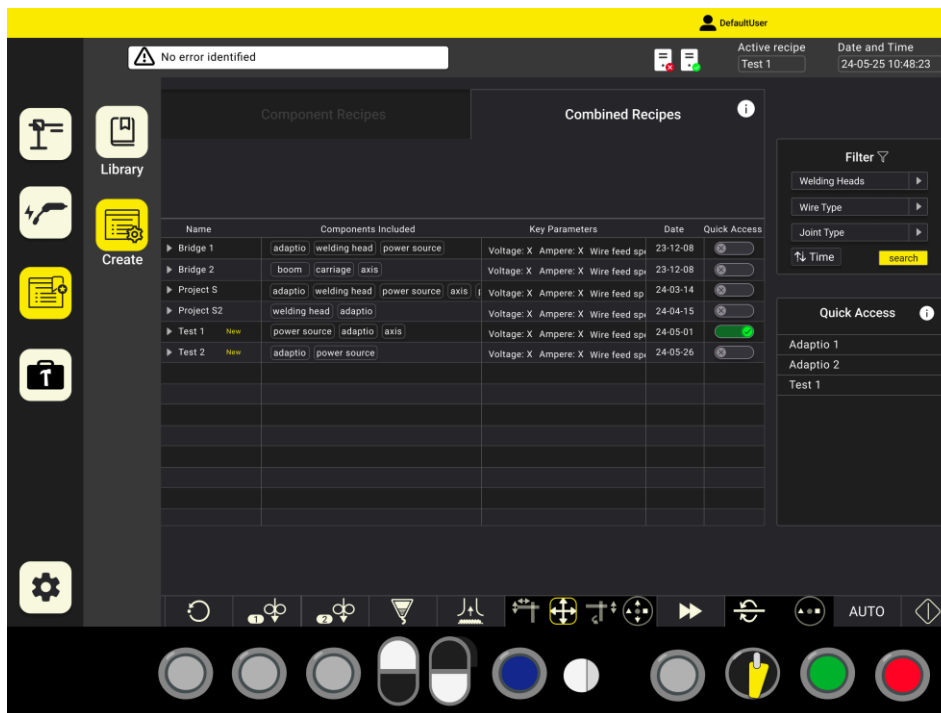 DefaultUser
No error identified
Active recipe
Date and Time
Test 1
24-05-25 10:48:23
Component Recipes
Combined Recipes
i
Library
Create
Filter
Welding Heads
Wire Type
Joint Type
Time
search
Name Components Included Key Parameters Date Quick Access
Bridge 1 adaptio welding head power source Voltage: X Ampere: X Wire feed spe 23-12-08
Bridge 2 boom carriage axis Voltage: X Ampere: X Wire feed spe 23-12-08
Project S adaptio welding head power source axis Voltage: X Ampere: X Wire feed sp 24-03-14
Project S2 welding head adaptio Voltage: X Ampere: X Wire feed spe 24-04-15
Test 1 New power source adaptio axis Voltage: X Ampere: X Wire feed spe 24-05-01
Test 2 New adaptio power source Voltage: X Ampere: X Wire feed spe 24-05-26
Quick Access i
Adaptio 1
Adaptio 2
Test 1
1
2
AUTO